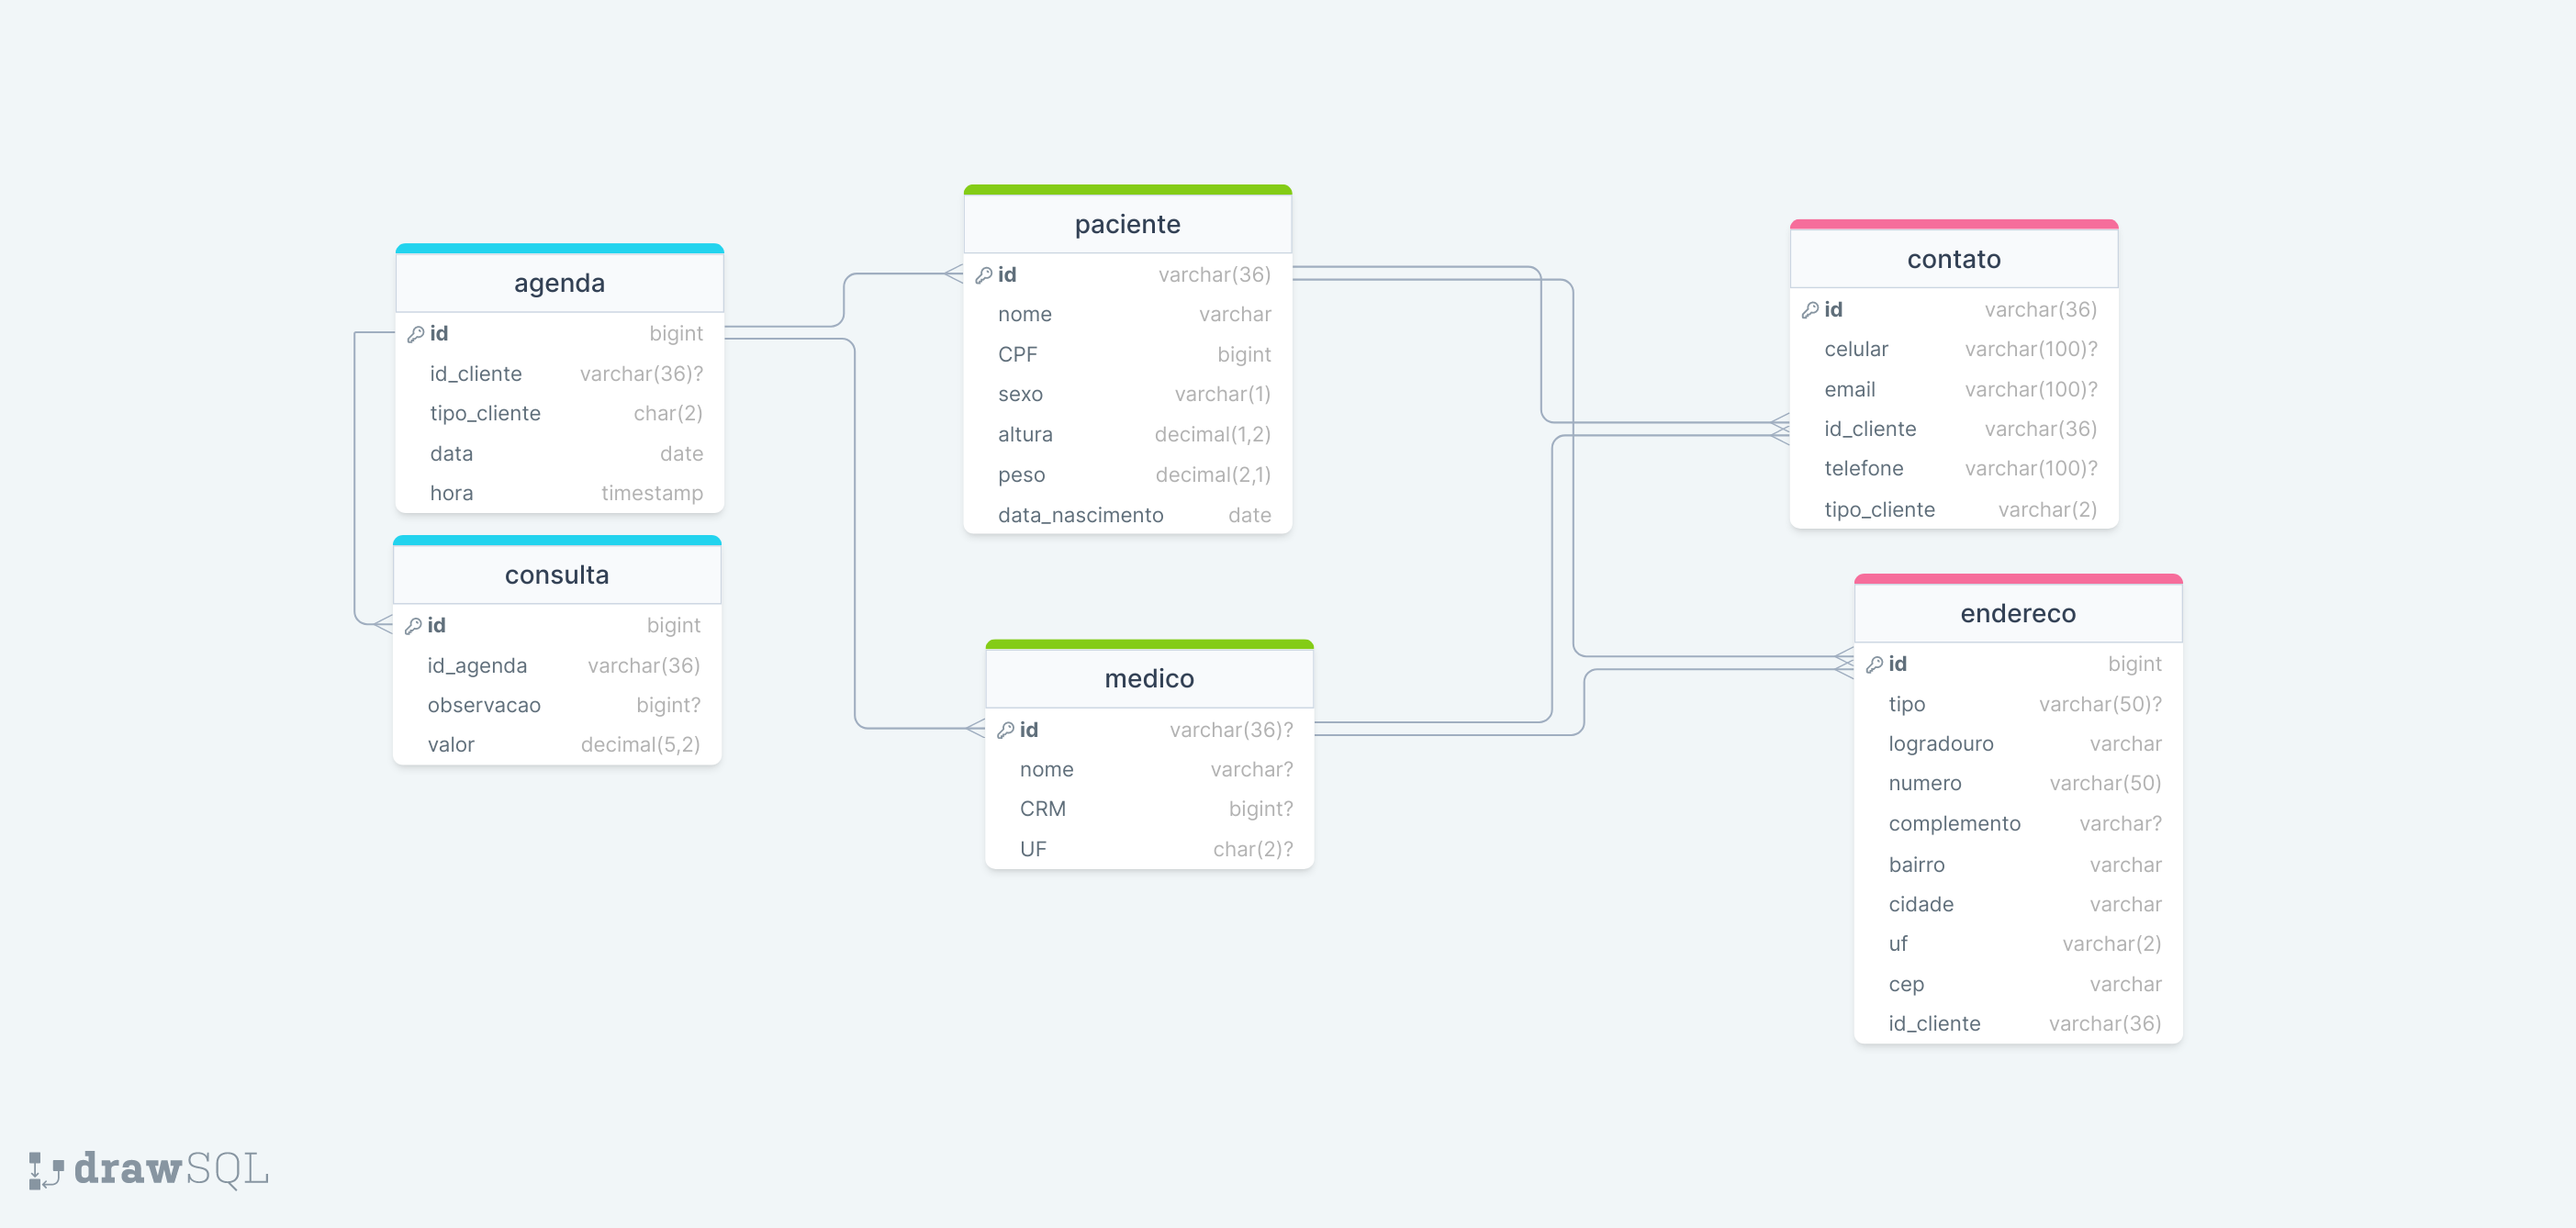 agenda
id bigint
id_cliente varchar(36)?
tipo_cliente char(2)
data date
hora timestamp
consulta
id bigint
id_agenda varchar(36)
observacao bigint?
valor decimal(5,2)
paciente
id varchar(36)
nome varchar
CPF bigint
sexo varchar(1)
altura decimal(1,2)
peso decimal(2,1)
data_nascimento date
medico
id varchar(36)?
nome varchar?
CRM bigint?
UF char(2)?
contato
id varchar(36)
celular varchar(100)?
email varchar(100)?
id_cliente varchar(36)
telefone varchar(100)?
tipo_cliente varchar(2)
endereco
id bigint
tipo varchar(50)?
logradouro varchar
numero varchar(50)
complemento varchar?
bairro varchar
cidade varchar
uf varchar(2)
cep varchar
id_cliente varchar(36)
drawSQL